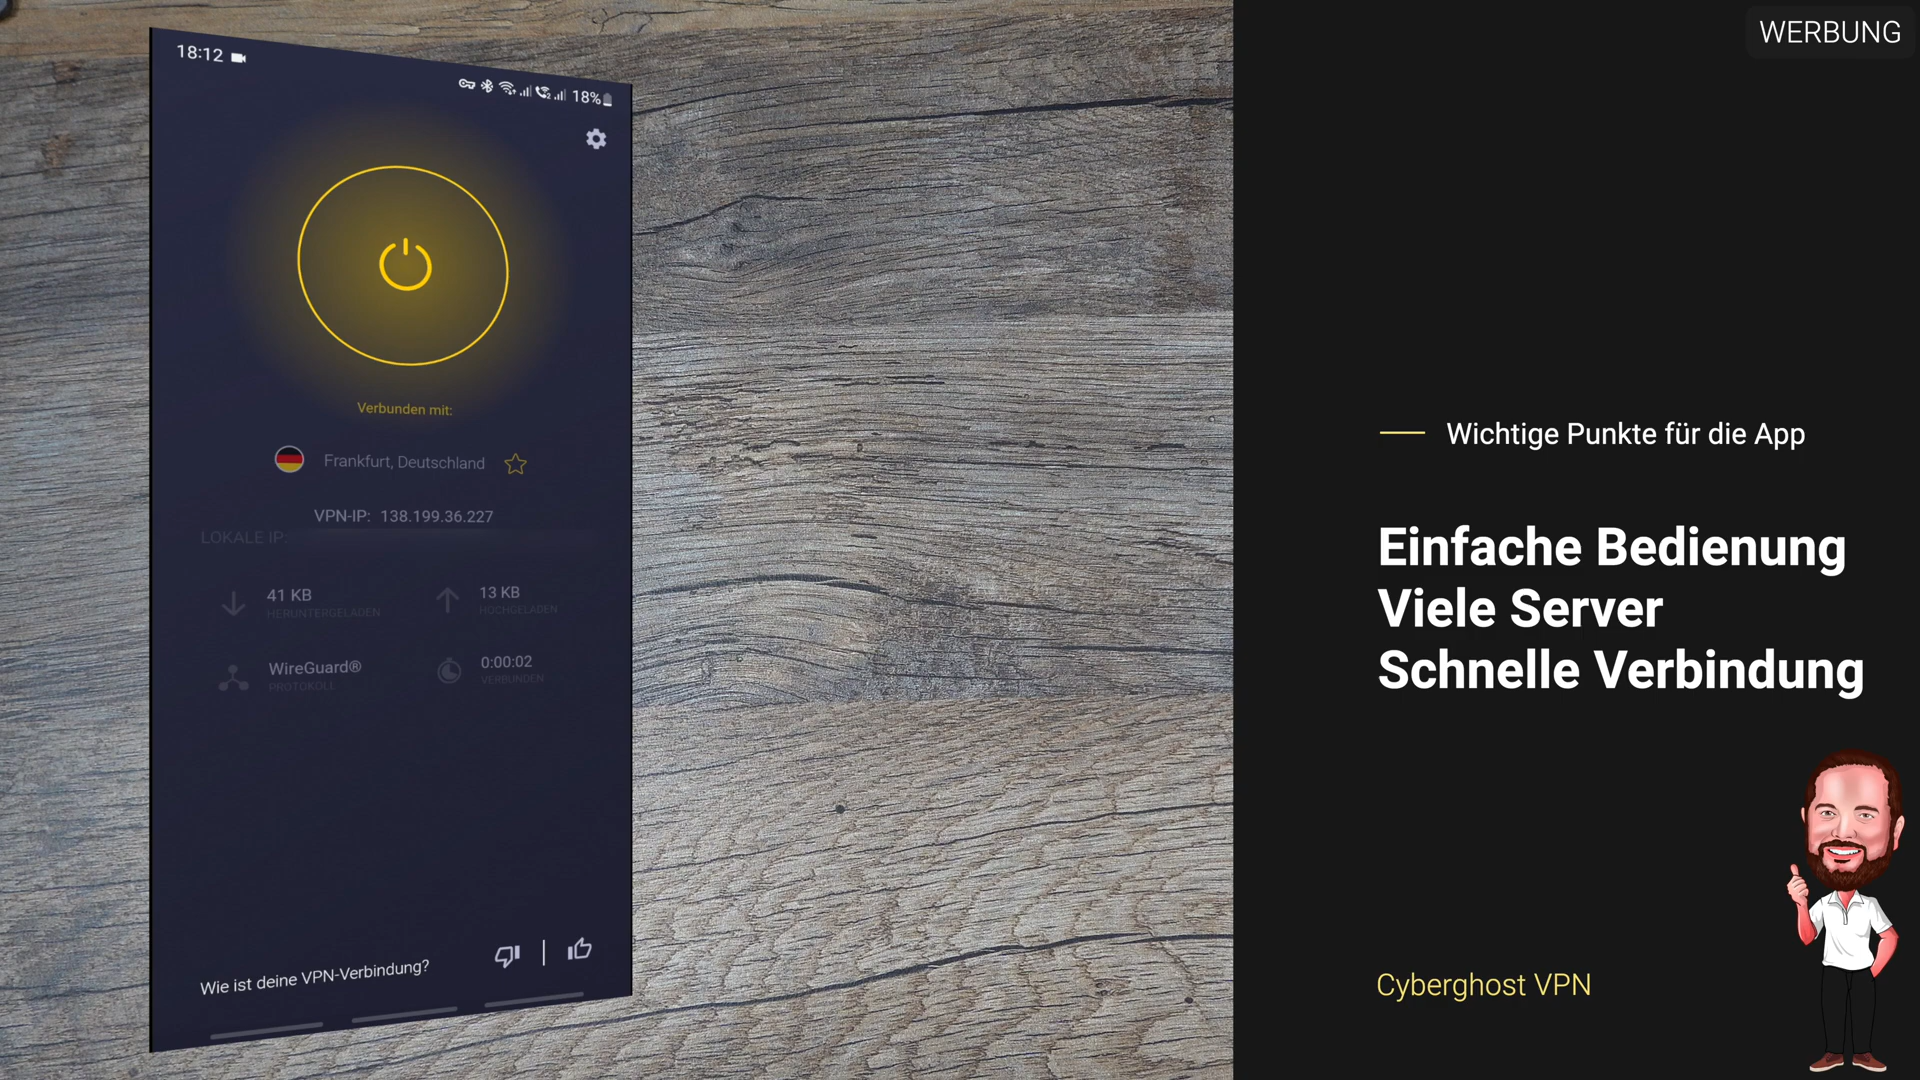 18:12
18%
Verbunden mit:
Frankfurt, Deutschland
VPN-IP: 138.199.36.227
LOKALE IP:
41 KB
HERUNTERGELADEN
13 KB
HOCHGELADEN
WireGuard®
PROTOKOLL
0:00:02
VERBUNDEN
Wie ist deine VPN-Verbindung?
WERBUNG
Wichtige Punkte für die App
Einfache Bedienung
Viele Server
Schnelle Verbindung
Cyberghost VPN